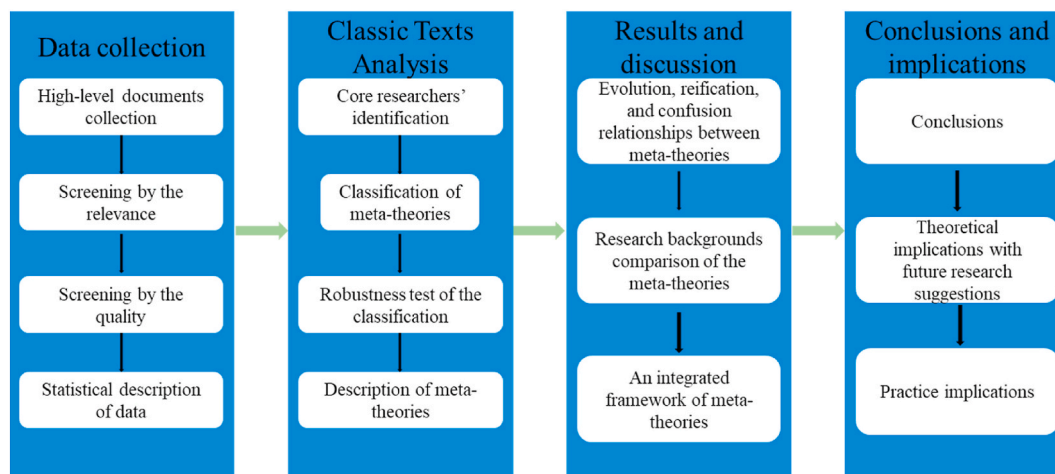 Data collection
High-level documents
collection
Screening by the
relevance
Screening by the
quality
Statistical description
of data
Classic Texts
Analysis
Core researchers’
identification
Classification of
meta-theories
Robustness test of the
classification
Description of meta-
theories
Results and
discussion
Evolution, reification,
and confusion
relationships between
meta-theories
Research backgrounds
comparison of the
meta-theories
An integrated
framework of meta-
theories
Conclusions and
implications
Conclusions
Theoretical
implications with
future research
suggestions
Practice implications